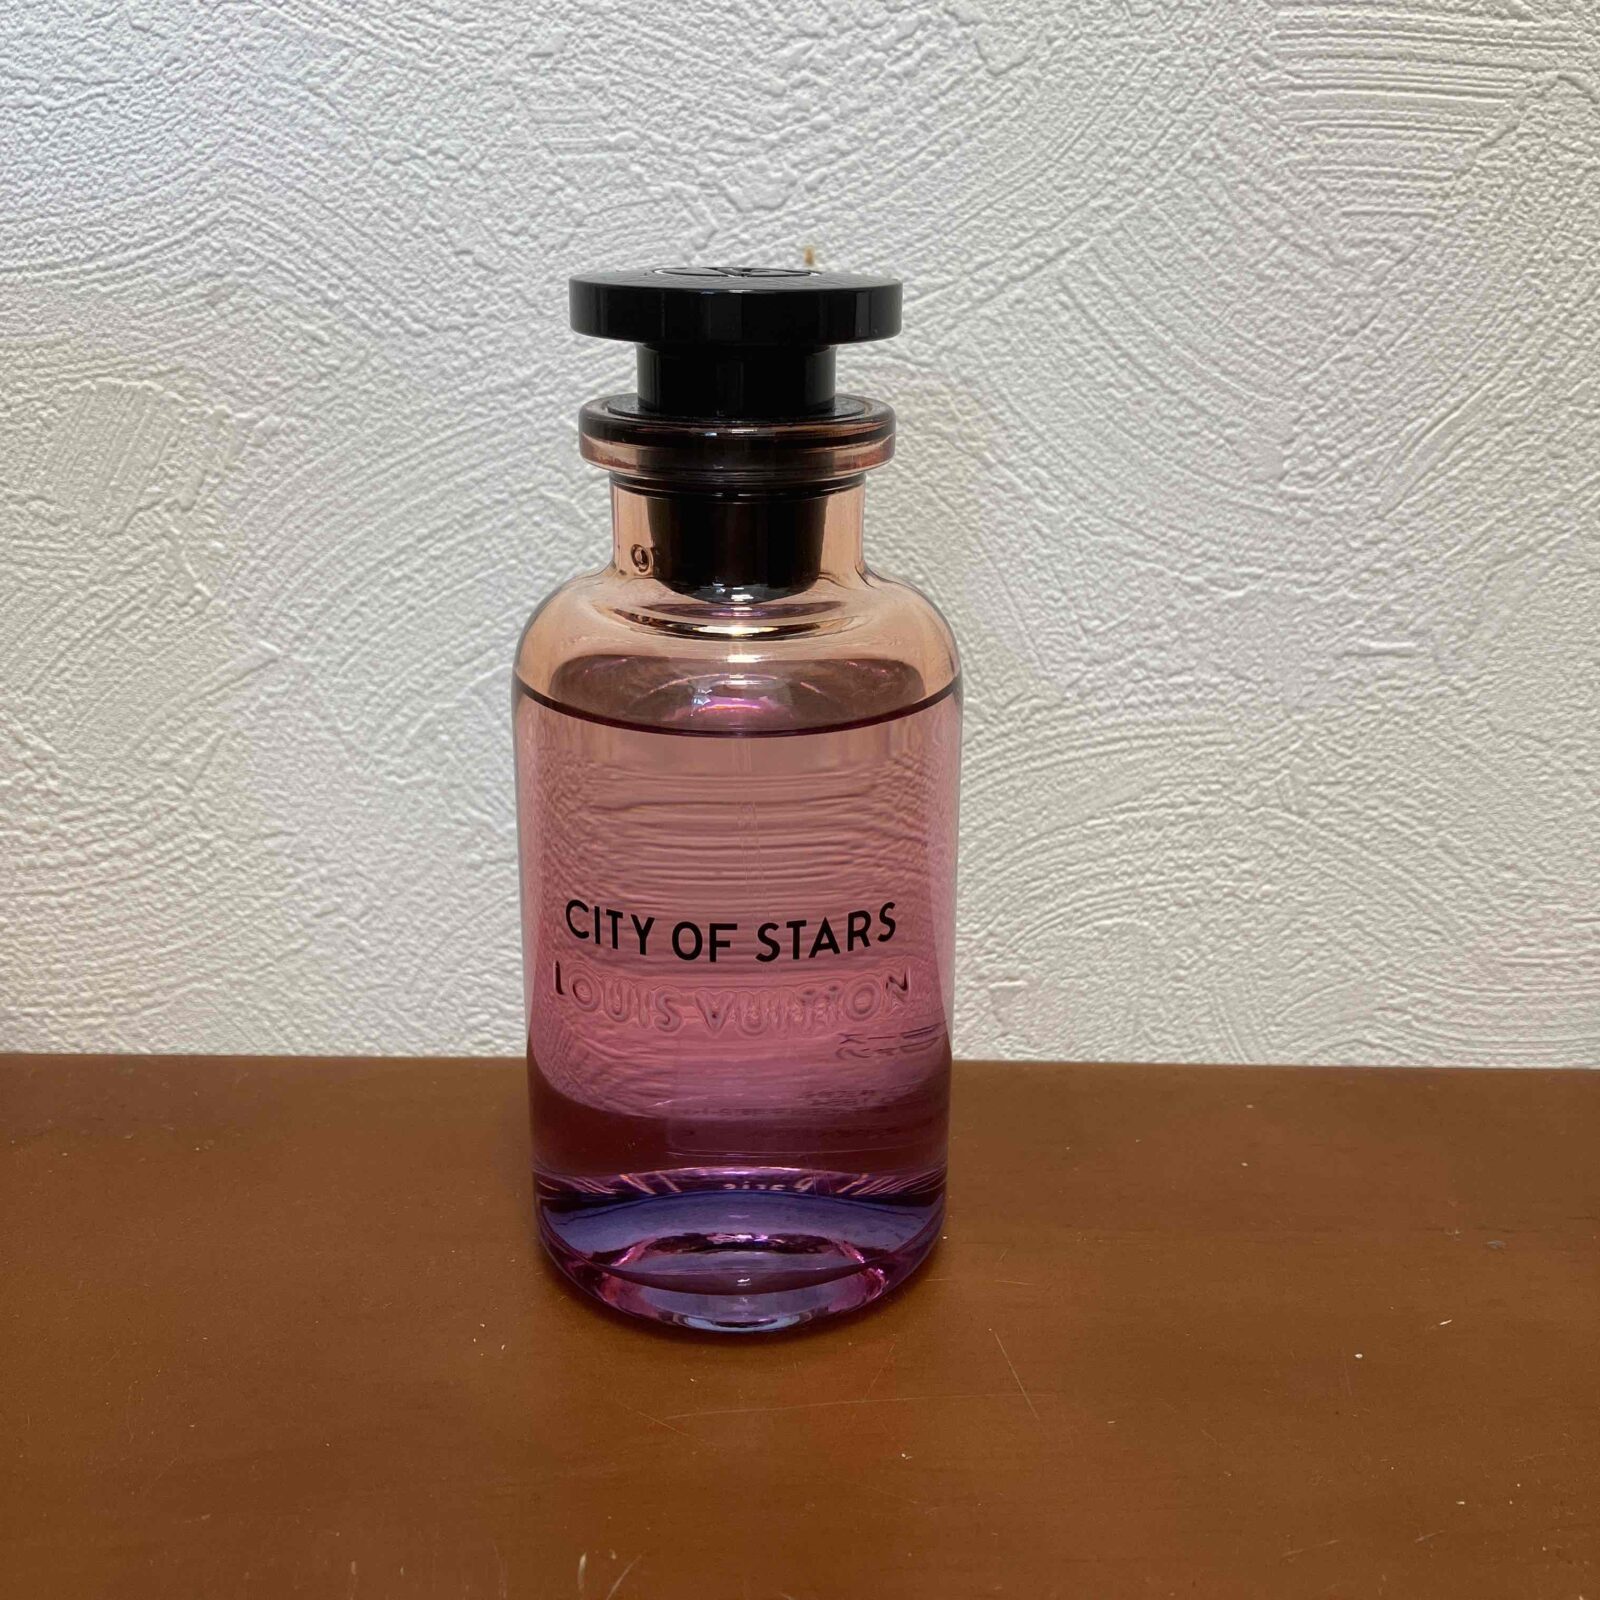 CITY OF STARS
LOUIS VUITTON